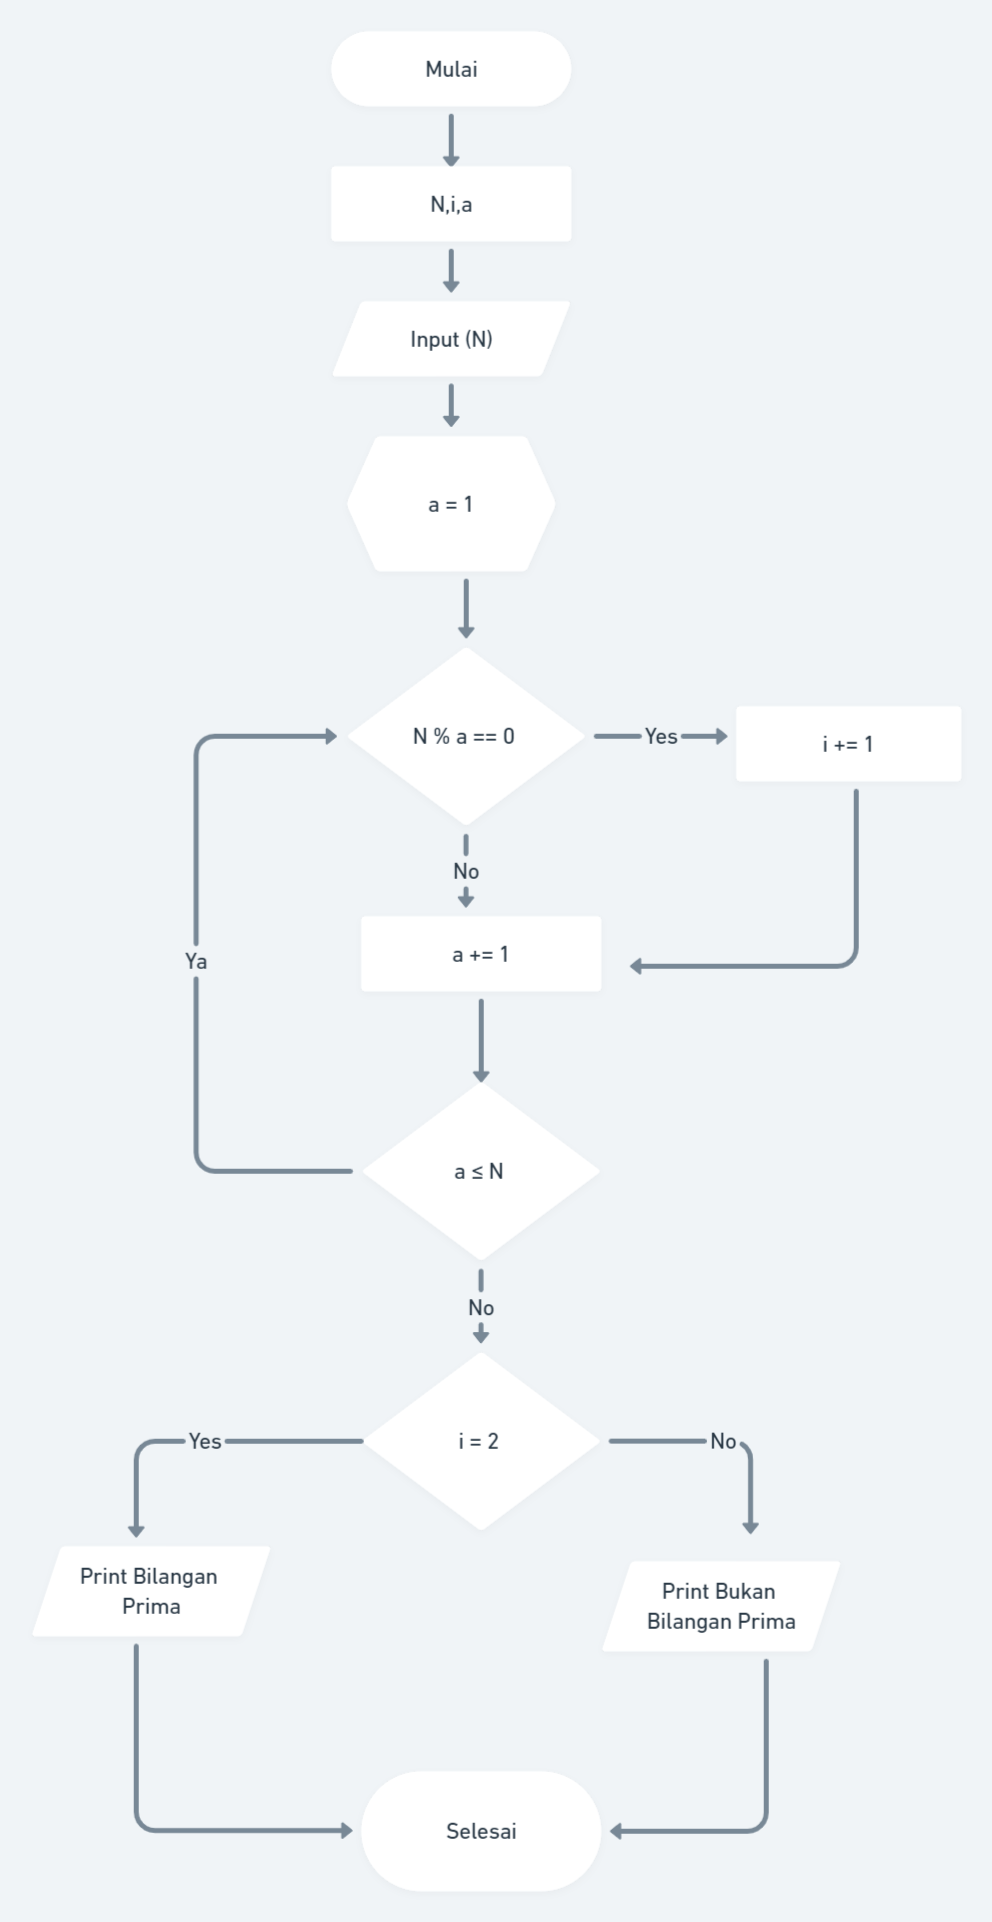 Mulai
N,i,a
Input (N)
a = 1
N % a == 0
Yes
i += 1
No
a += 1
Ya
a ≤ N
No
i = 2
Yes
No
Print Bilangan
Prima
Print Bukan
Bilangan Prima
Selesai